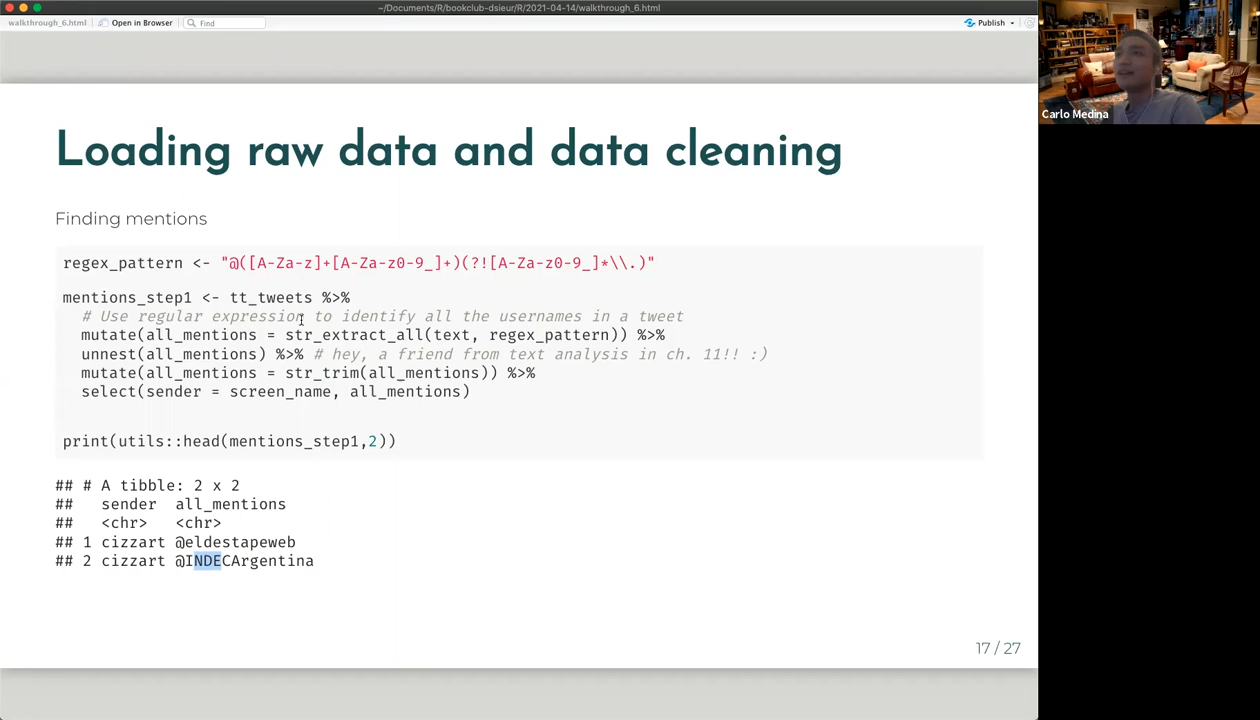 ~/Documents/R/bookclub-dsieur/R/2021-04-14/walkthrough_6.html
walkthrough_6.html Open in Browser Find Publish
Carlo Medina
Loading raw data and data cleaning
Finding mentions
regex_pattern <- "@([A-Za-z]+[A-Za-z0-9_]+)(?![A-Za-z0-9_]*\\.)"
mentions_step1 <- tt_tweets %>%
# Use regular expression to identify all the usernames in a tweet
mutate(all_mentions = str_extract_all(text, regex_pattern)) %>%
unnest(all_mentions) %>% # hey, a friend from text analysis in ch. 11!! :)
mutate(all_mentions = str_trim(all_mentions)) %>%
select(sender = screen_name, all_mentions)
print(utils::head(mentions_step1,2))
## # A tibble: 2 x 2
## sender all_mentions
## <chr> <chr>
## 1 cizzart @eldestapeweb
## 2 cizzart @INDECArgentina
17 / 27